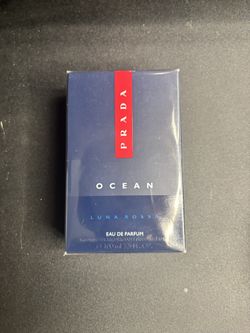 PRADA
OCEAN
LUNA ROSSA
EAU DE PARFUM